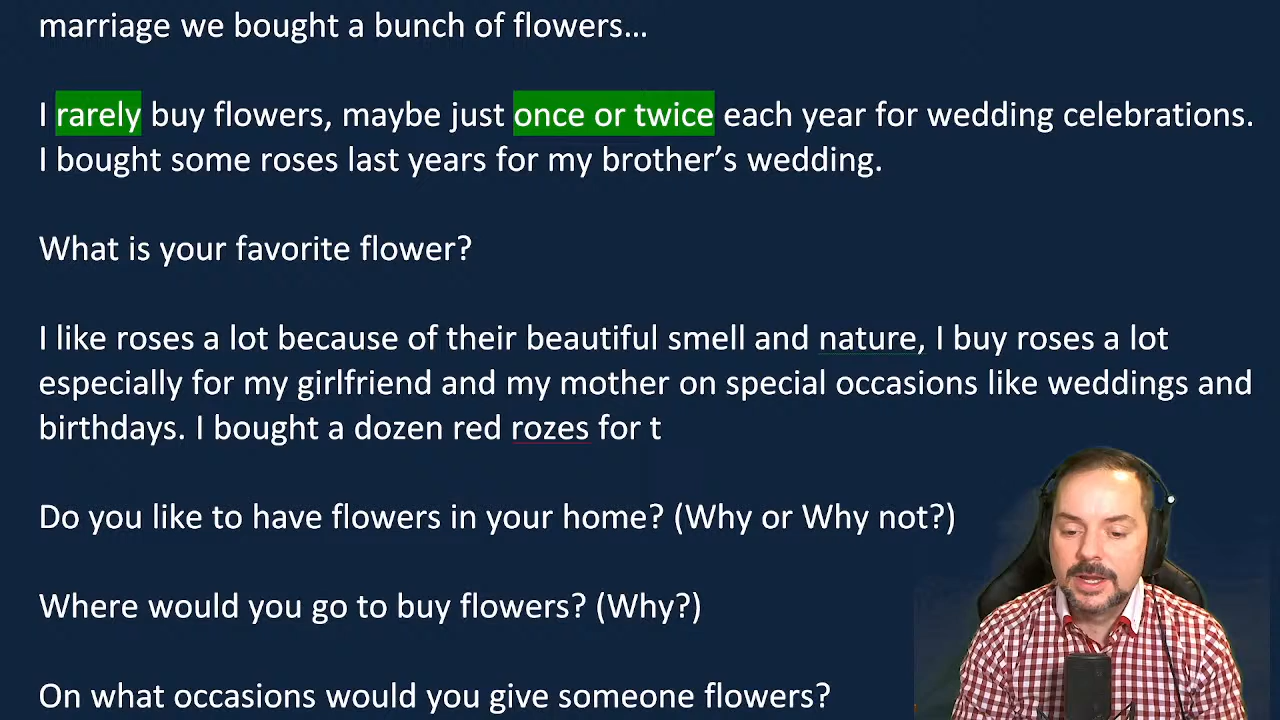 marriage we bought a bunch of flowers…
I rarely buy flowers, maybe just once or twice each year for wedding celebrations.
I bought some roses last years for my brother’s wedding.
What is your favorite flower?
I like roses a lot because of their beautiful smell and nature, I buy roses a lot
especially for my girlfriend and my mother on special occasions like weddings and
birthdays. I bought a dozen red rozes for t
Do you like to have flowers in your home? (Why or Why not?)
Where would you go to buy flowers? (Why?)
On what occasions would you give someone flowers?